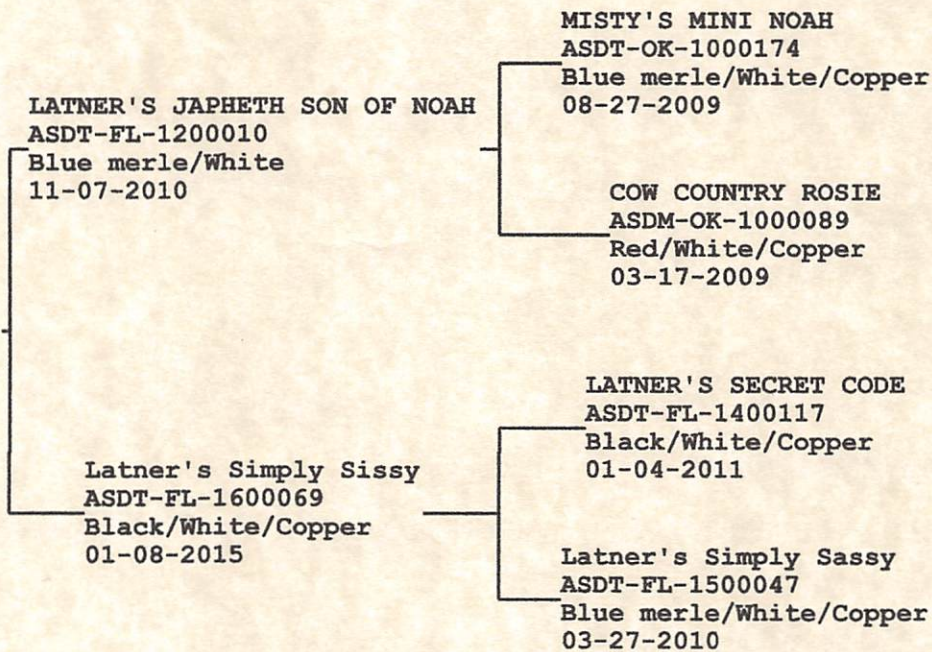 MISTY'S MINI NOAH
ASDT-OK-1000174
Blue merle/White/Copper
08-27-2009
LATNER'S JAPHETH SON OF NOAH
ASDT-FL-1200010
Blue merle/White
11-07-2010
COW COUNTRY ROSIE
ASDM-OK-1000089
Red/White/Copper
03-17-2009
LATNER'S SECRET CODE
ASDT-FL-1400117
Black/White/Copper
01-04-2011
Latner's Simply Sissy
ASDT-FL-1600069
Black/White/Copper
01-08-2015
Latner's Simply Sassy
ASDT-FL-1500047
Blue merle/White/Copper
03-27-2010